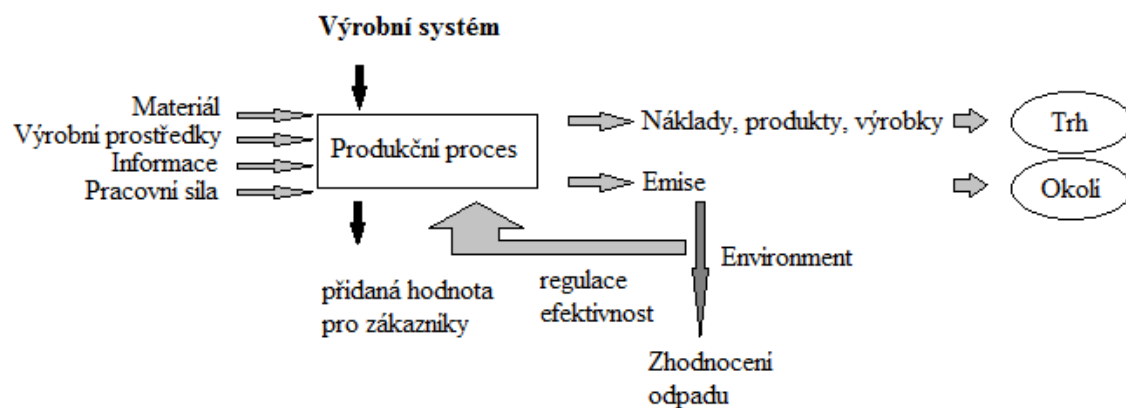 Výrobní systém
Materiál
Výrobní prostředky
Informace
Pracovní síla
Produkční proces
Náklady, produkty, výrobky
Trh
Emise
Okolí
přidaná hodnota
pro zákazníky
regulace
efektivnost
Environment
Zhodnocení
odpadu